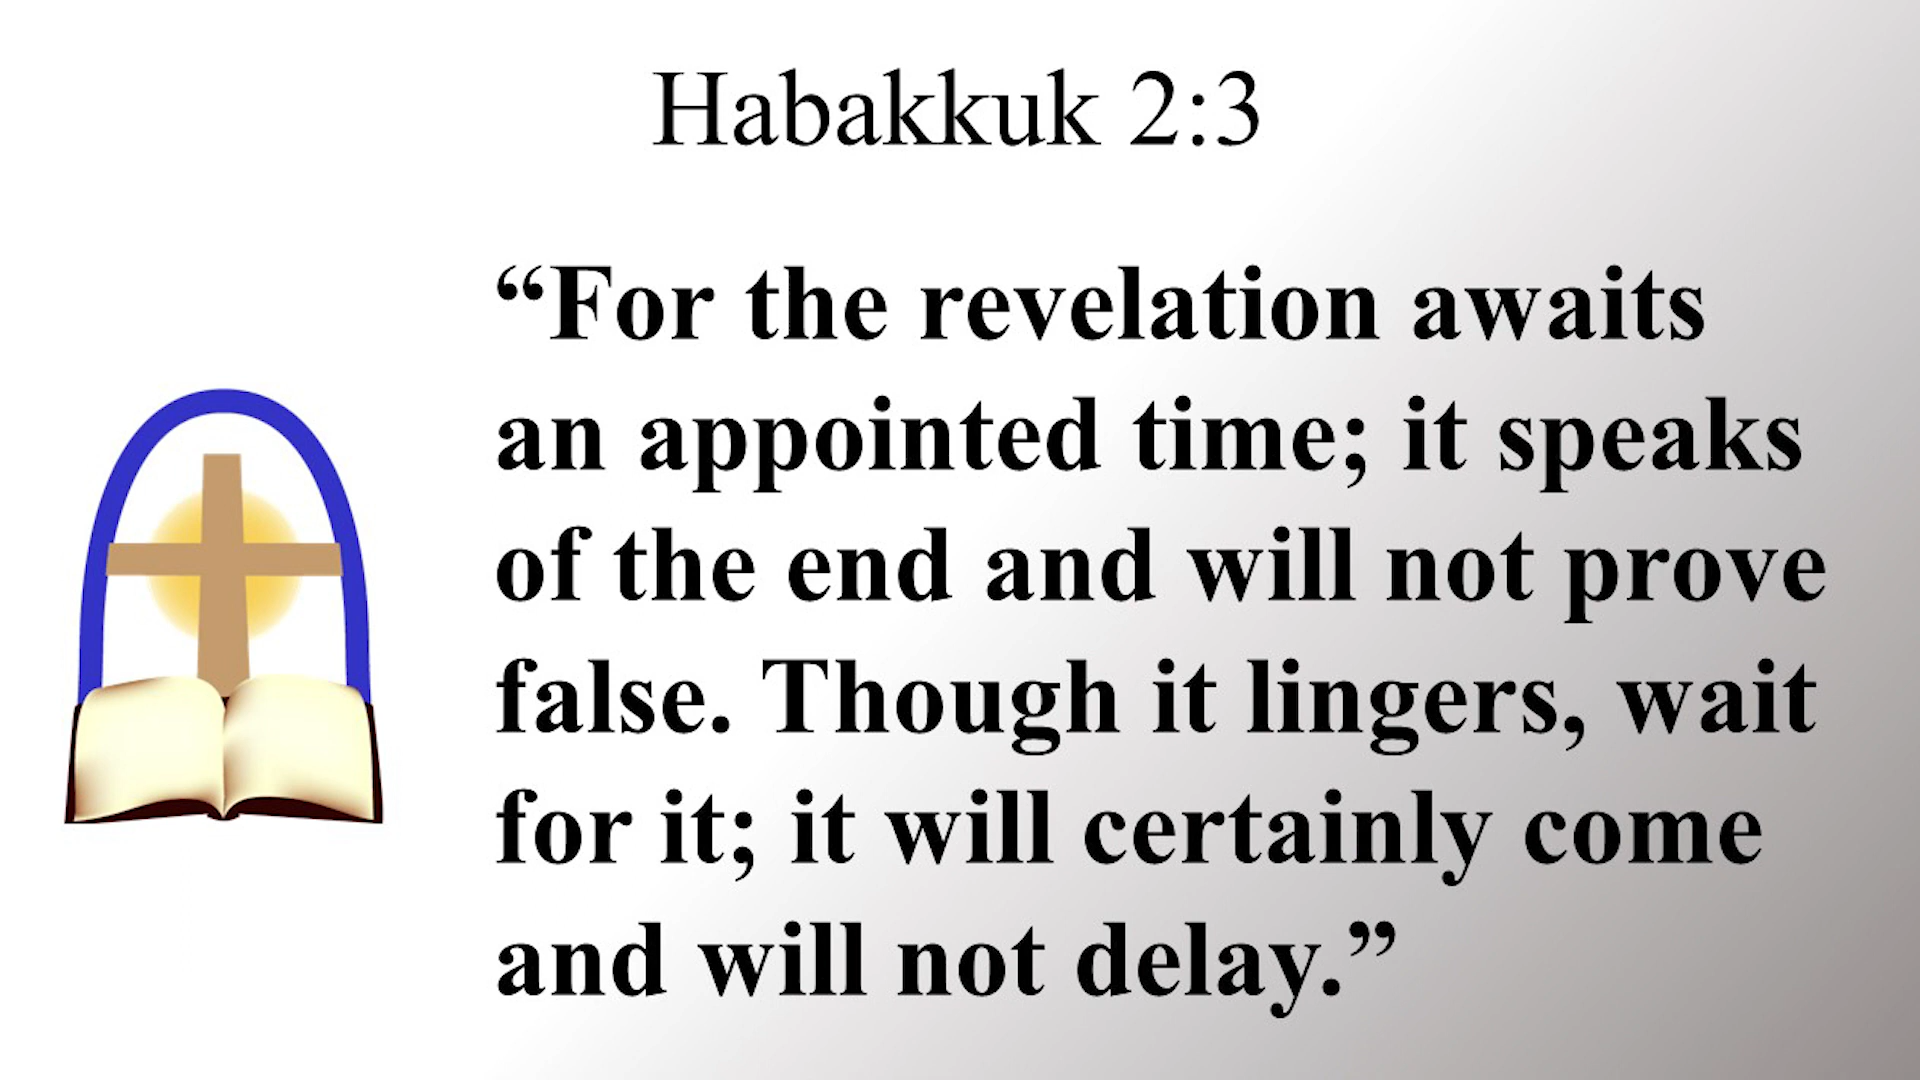 Habakkuk 2:3
“For the revelation awaits
an appointed time; it speaks
of the end and will not prove
false. Though it lingers, wait
for it; it will certainly come
and will not delay.”